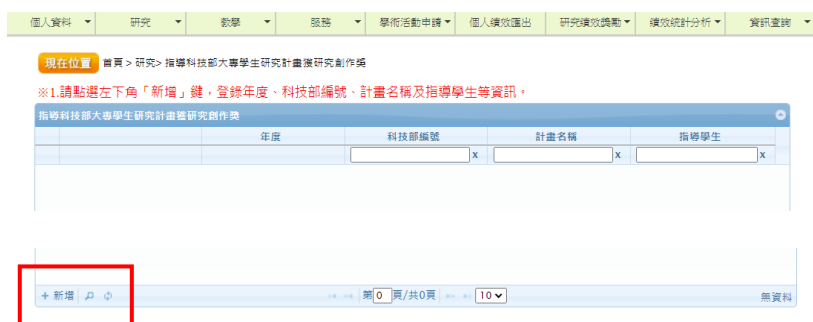 個人資料 研究 教學 服務 學術活動申請 個人績效匯出 研究績效獎勵 績效統計分析 資訊查詢
現在位置 首頁 > 研究> 指導科技部大專學生研究計畫獲研究創作獎
※1.請點選左下角「新增」鍵，登錄年度、科技部編號、計畫名稱及指導學生等資訊。
指導科技部大專學生研究計畫獲研究創作獎
年度 科技部編號 計畫名稱 指導學生
x x x
+ 新增 第 0 頁/共0頁 10 無資料